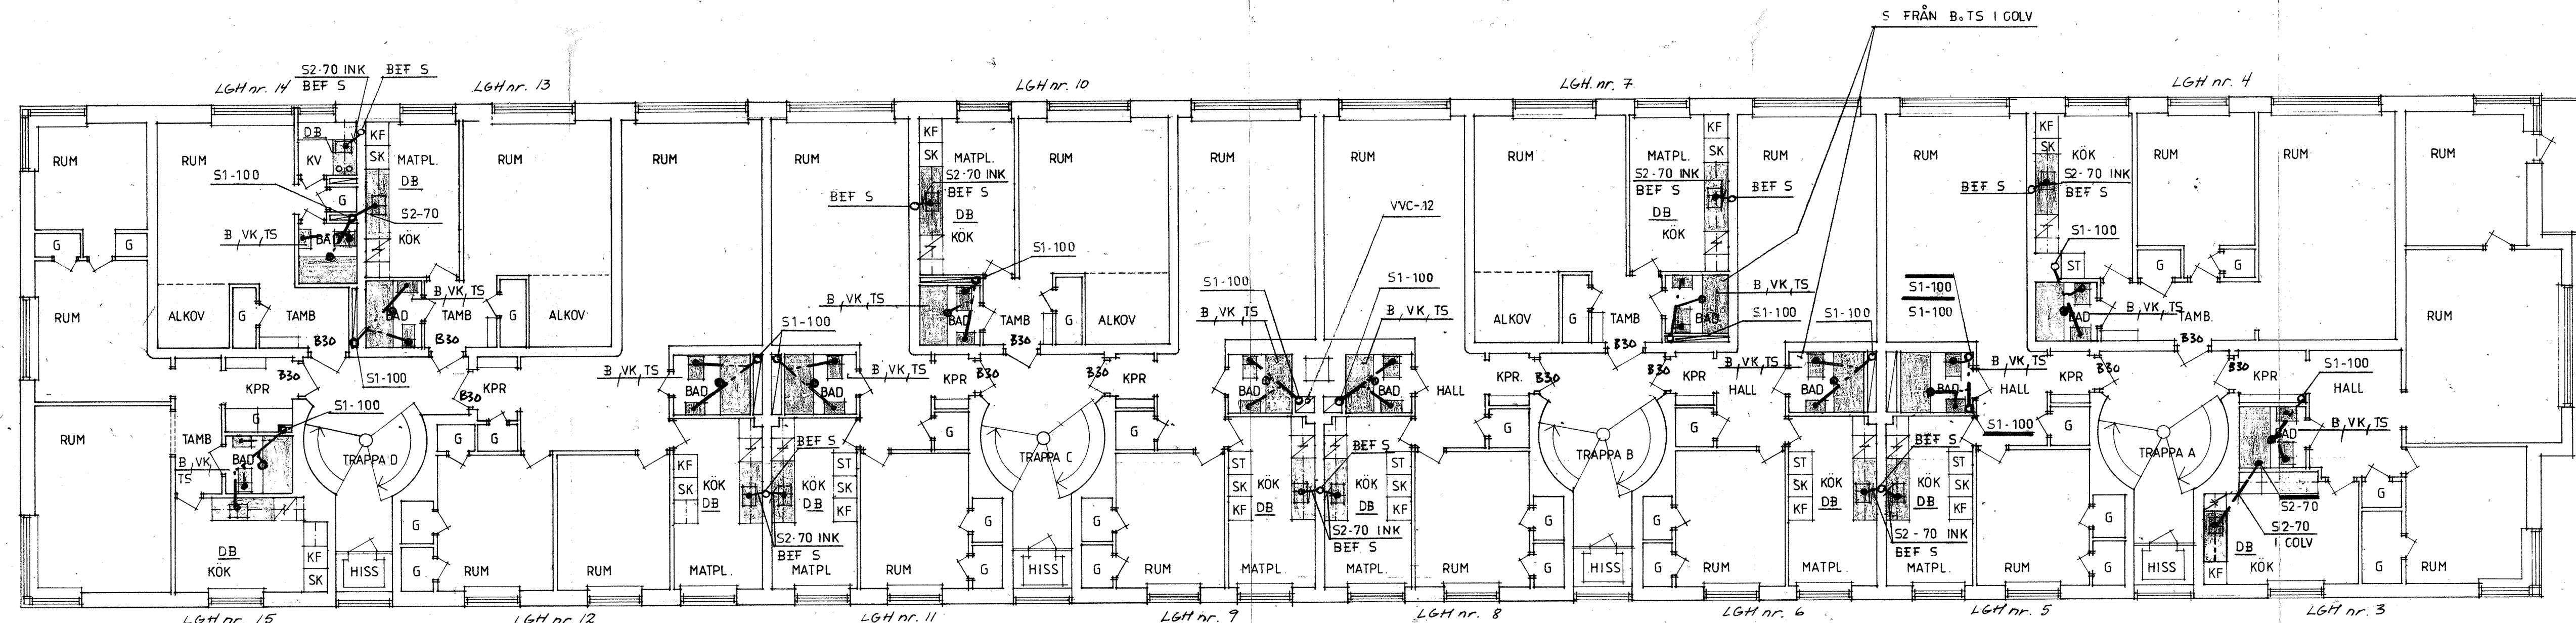 S FRÅN B.TS I GOLV
S2-70 INK
BEF S
BEF S
LGH nr. 14
LGH nr. 13
LGH nr. 10
LGH nr. 7
LGH nr. 4
RUM
RUM
DB
KV
KF
SK
MATPL.
DB
KÖK
RUM
RUM
RUM
BEF S
KF
SK
MATPL.
S2-70 INK
BEF S
DB
KÖK
RUM
RUM
RUM
RUM
MATPL.
S2-70 INK
BEF S
DB
KÖK
KF
SK
BEF S
RUM
RUM
BEF S
KF
SK
KÖK
S2-70 INK
BEF S
RUM
RUM
RUM
S1-100
G
S2-70
B,VK,TS
BAD
VVC-12
S1-100
S1-100
ST
G
G
G
G
RUM
ALKOV
G
TAMB
BAD
B,VK,TS
TAMB
G
ALKOV
B,VK,TS
BAD
TAMB
G
ALKOV
S1-100
B,VK,TS
S1-100
B,VK,TS
ALKOV
G
TAMB
BAD
B,VK,TS
S1-100
S1-100
S1-100
S1-100
BAD
B,VK,TS
TAMB.
RUM
B30
B30
B30
B30
B30
S1-100
S1-100
KPR
B30
B30
KPR
B,VK,TS
BAD
BAD
B,VK,TS
KPR
B30
B30
KPR
BAD
BAD
HALL
KPR.
B30
B30
KPR
B,VK,TS
HALL
BAD
BAD
B,VK,TS
HALL
KPR
B30
B30
KPR
S1-100
HALL
G
S1-100
RUM
TAMB
B,VK
TS
BAD
TRAPPA D
G
G
KF
SK
KÖK
DB
BEF S
KÖK
DB
ST
SK
KF
G
TRAPPA C
G
ST
SK
KF
KÖK
DB
BEF S
KÖK
DB
ST
SK
KF
G
TRAPPA B
G
ST
SK
KF
KÖK
DB
BEF S
KÖK
DB
ST
SK
KF
S1-100
G
TRAPPA A
BAD
B,VK,TS
S2-70
S2-70
I GOLV
G
DB
KÖK
KF
SK
HISS
G
G
RUM
RUM
MATPL.
S2-70 INK
BEF S
MATPL
RUM
G
G
HISS
G
G
RUM
MATPL.
S2-70 INK
BEF S
MATPL.
RUM
G
G
HISS
G
G
RUM
MATPL.
S2-70 INK
BEF S
MATPL.
RUM
G
G
HISS
KF
DB
KÖK
G
RUM
LGH nr. 15
LGH nr. 12
LGH nr. 11
LGH nr. 9
LGH nr. 8
LGH nr. 6
LGH nr. 5
LGH nr. 3